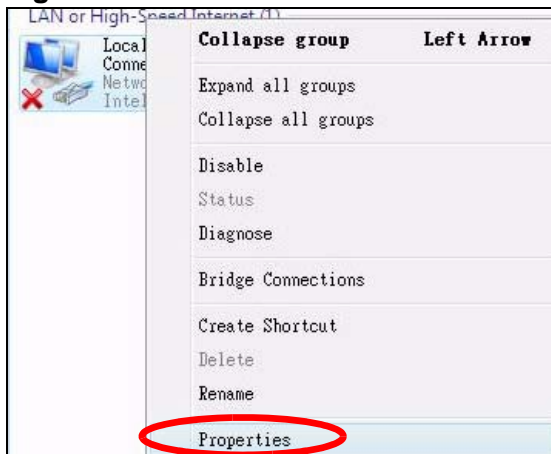 LAN or High-Speed Internet (1)
Local
Conne
Netwo
Intel
Collapse group Left Arrow
Expand all groups
Collapse all groups
Disable
Status
Diagnose
Bridge Connections
Create Shortcut
Delete
Rename
Properties